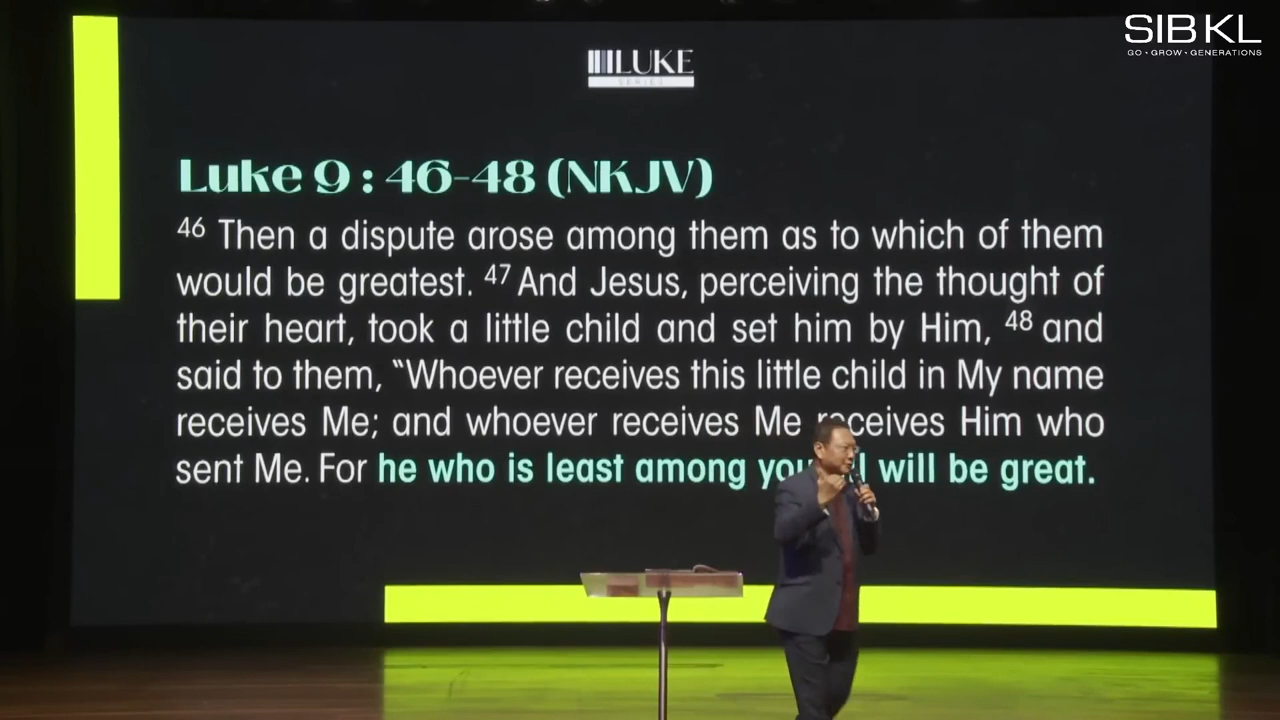 SIBKL
GO • GROW • GENERATIONS
LUKE
SERIES
Luke 9 : 46-48 (NKJV)
46 Then a dispute arose among them as to which of them
would be greatest. 47 And Jesus, perceiving the thought of
their heart, took a little child and set him by Him, 48 and
said to them, “Whoever receives this little child in My name
receives Me; and whoever receives Me receives Him who
sent Me. For he who is least among you will be great.